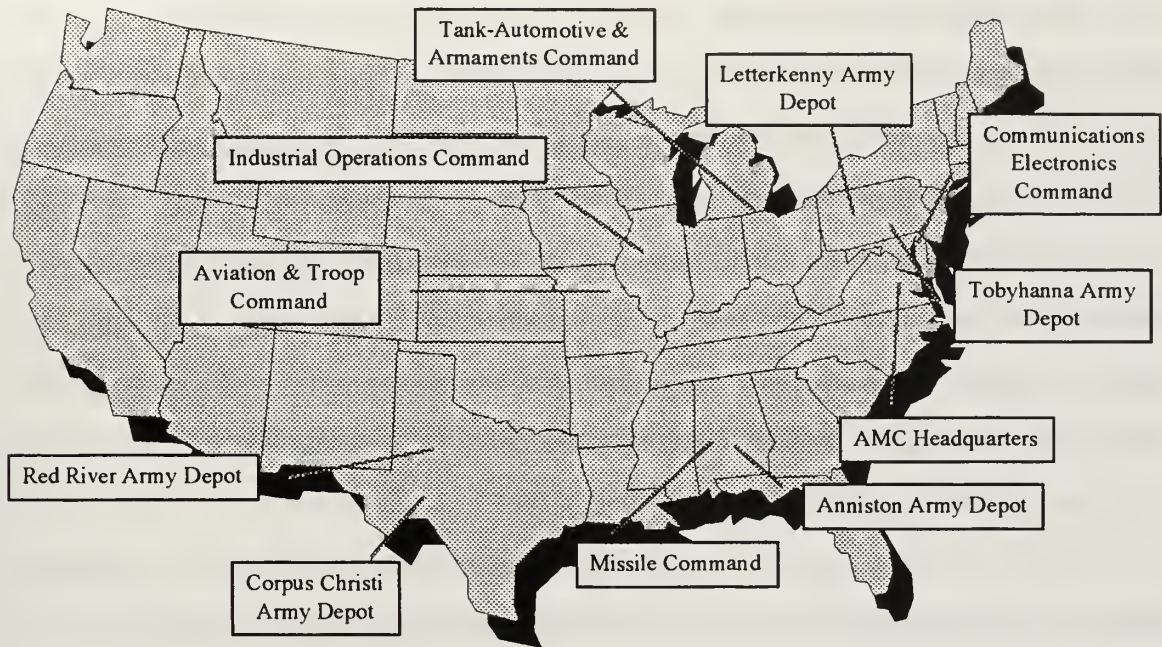 Tank-Automotive &
Armaments Command
Letterkenny Army
Depot
Communications
Electronics
Command
Industrial Operations Command
Aviation & Troop
Command
Tobyhanna Army
Depot
AMC Headquarters
Red River Army Depot
Anniston Army Depot
Missile Command
Corpus Christi
Army Depot